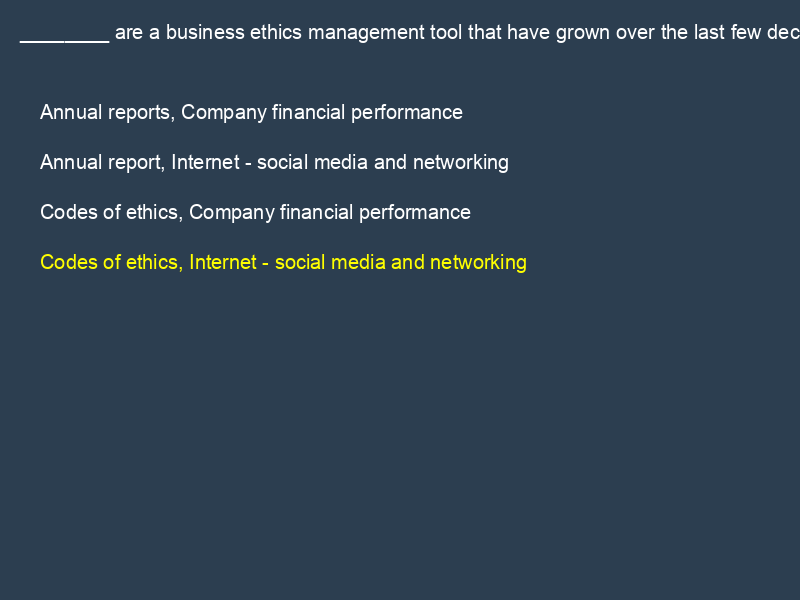 _________ are a business ethics management tool that have grown over the last few dec
Annual reports, Company financial performance
Annual report, Internet - social media and networking
Codes of ethics, Company financial performance
Codes of ethics, Internet - social media and networking